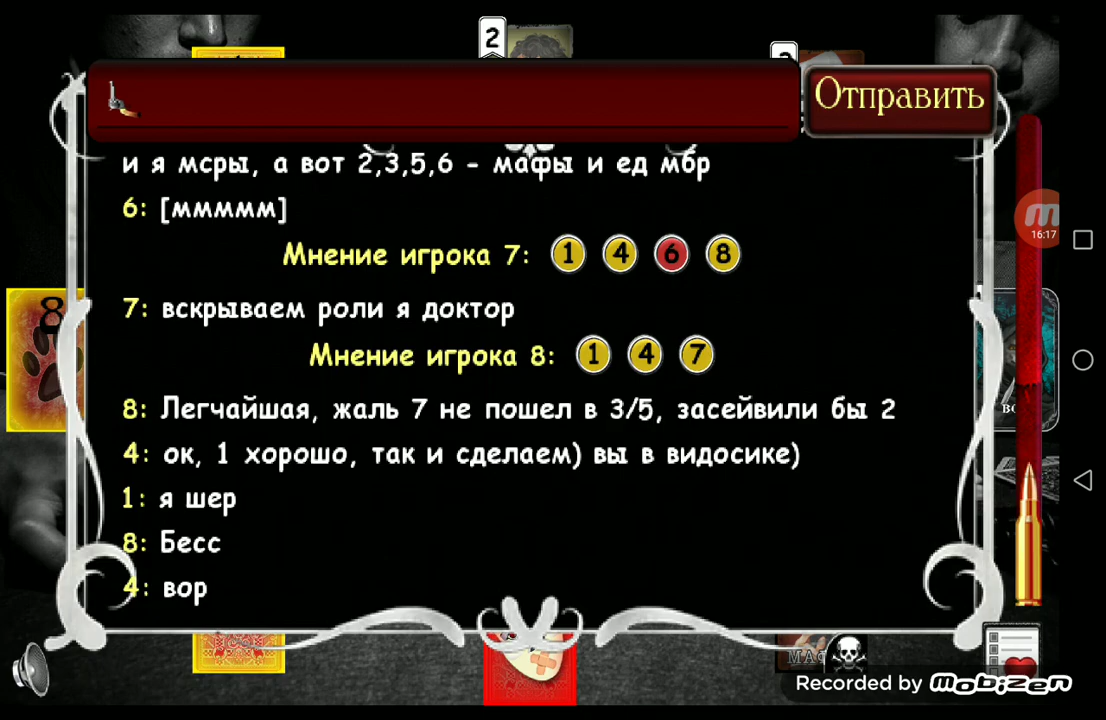 2
Отправить
и я мсры, а вот 2,3,5,6 - мафы и ед мбр
6: [ммммм]
16:17
Мнение игрока 7: 1 4 6 8
7: вскрываем роли я доктор
8
Мнение игрока 8: 1 4 7
8: Легчайшая, жаль 7 не пошел в 3/5, засейвили бы 2
4: ок, 1 хорошо, так и сделаем) вы в видосике)
1: я шер
8: Бесс
4: вор
Recorded by mobizen